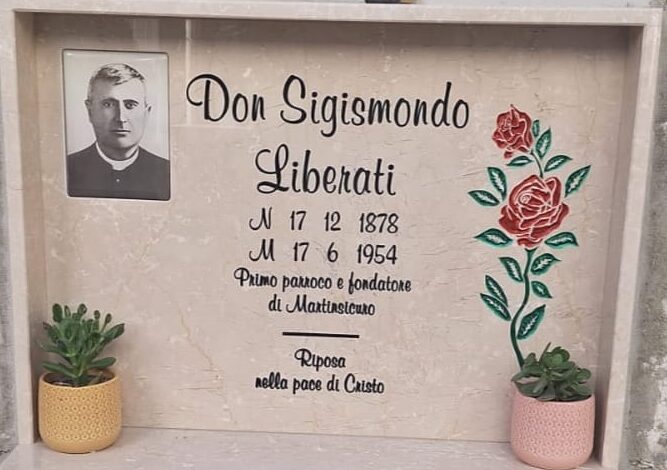 Don Sigismondo
Liberati
N 17 12 1878
M 17 6 1954
Primo parroco e fondatore
di Martinsicuro
Riposa
nella pace di Cristo